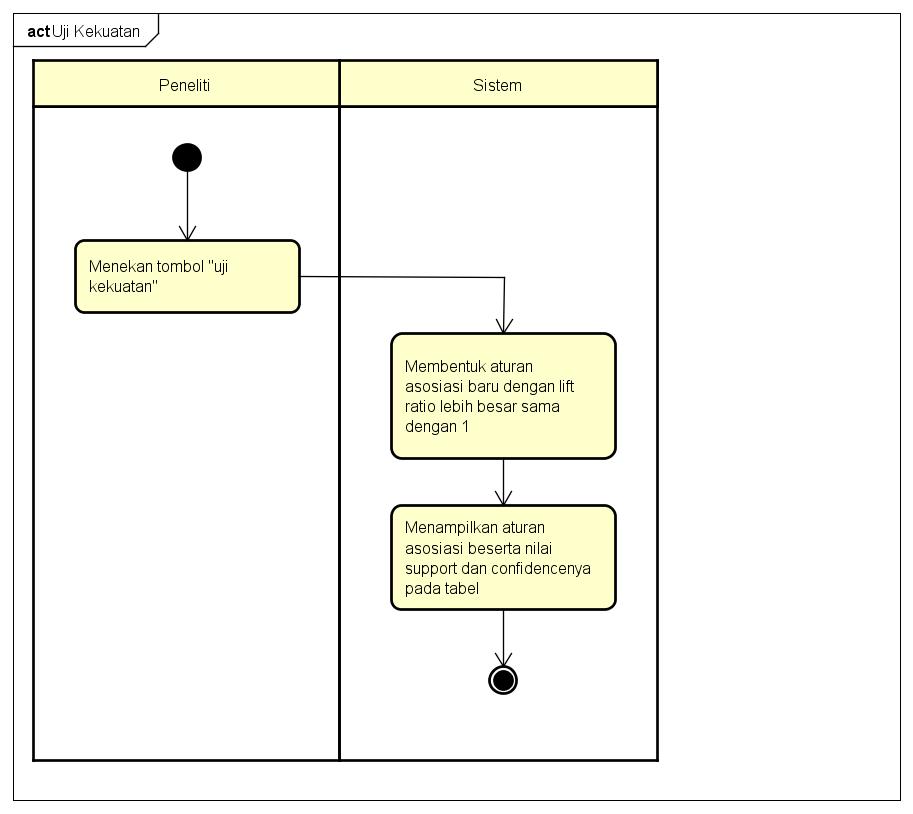 act Uji Kekuatan
Peneliti
Sistem
Menekan tombol "uji
kekuatan"
Membentuk aturan
asosiasi baru dengan lift
ratio lebih besar sama
dengan 1
Menampilkan aturan
asosiasi beserta nilai
support dan confidencenya
pada tabel